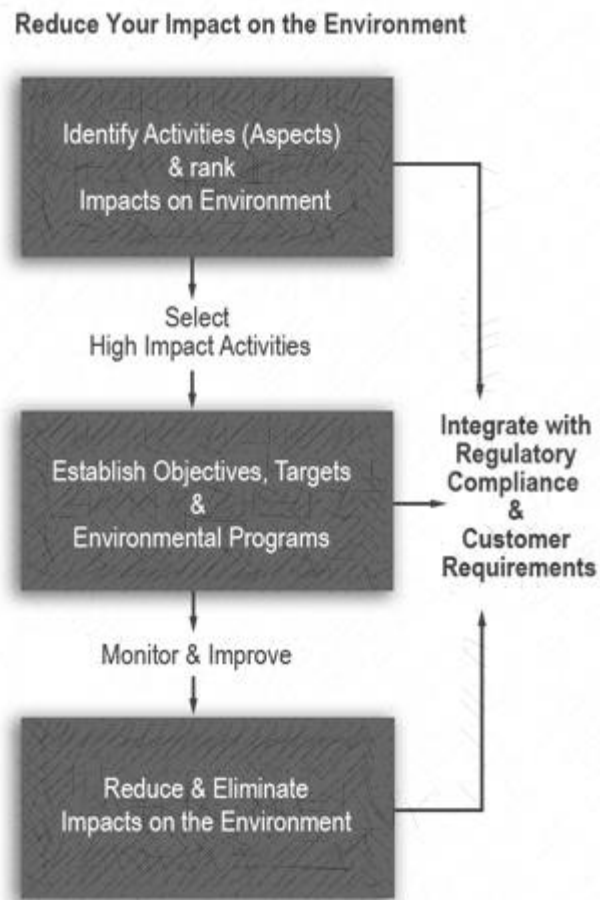 Reduce Your Impact on the Environment
Identify Activities (Aspects)
& rank
Impacts on Environment
Select
High Impact Activities
Establish Objectives, Targets
&
Environmental Programs
Integrate with
Regulatory
Compliance
&
Customer
Requirements
Monitor & Improve
Reduce & Eliminate
Impacts on the Environment